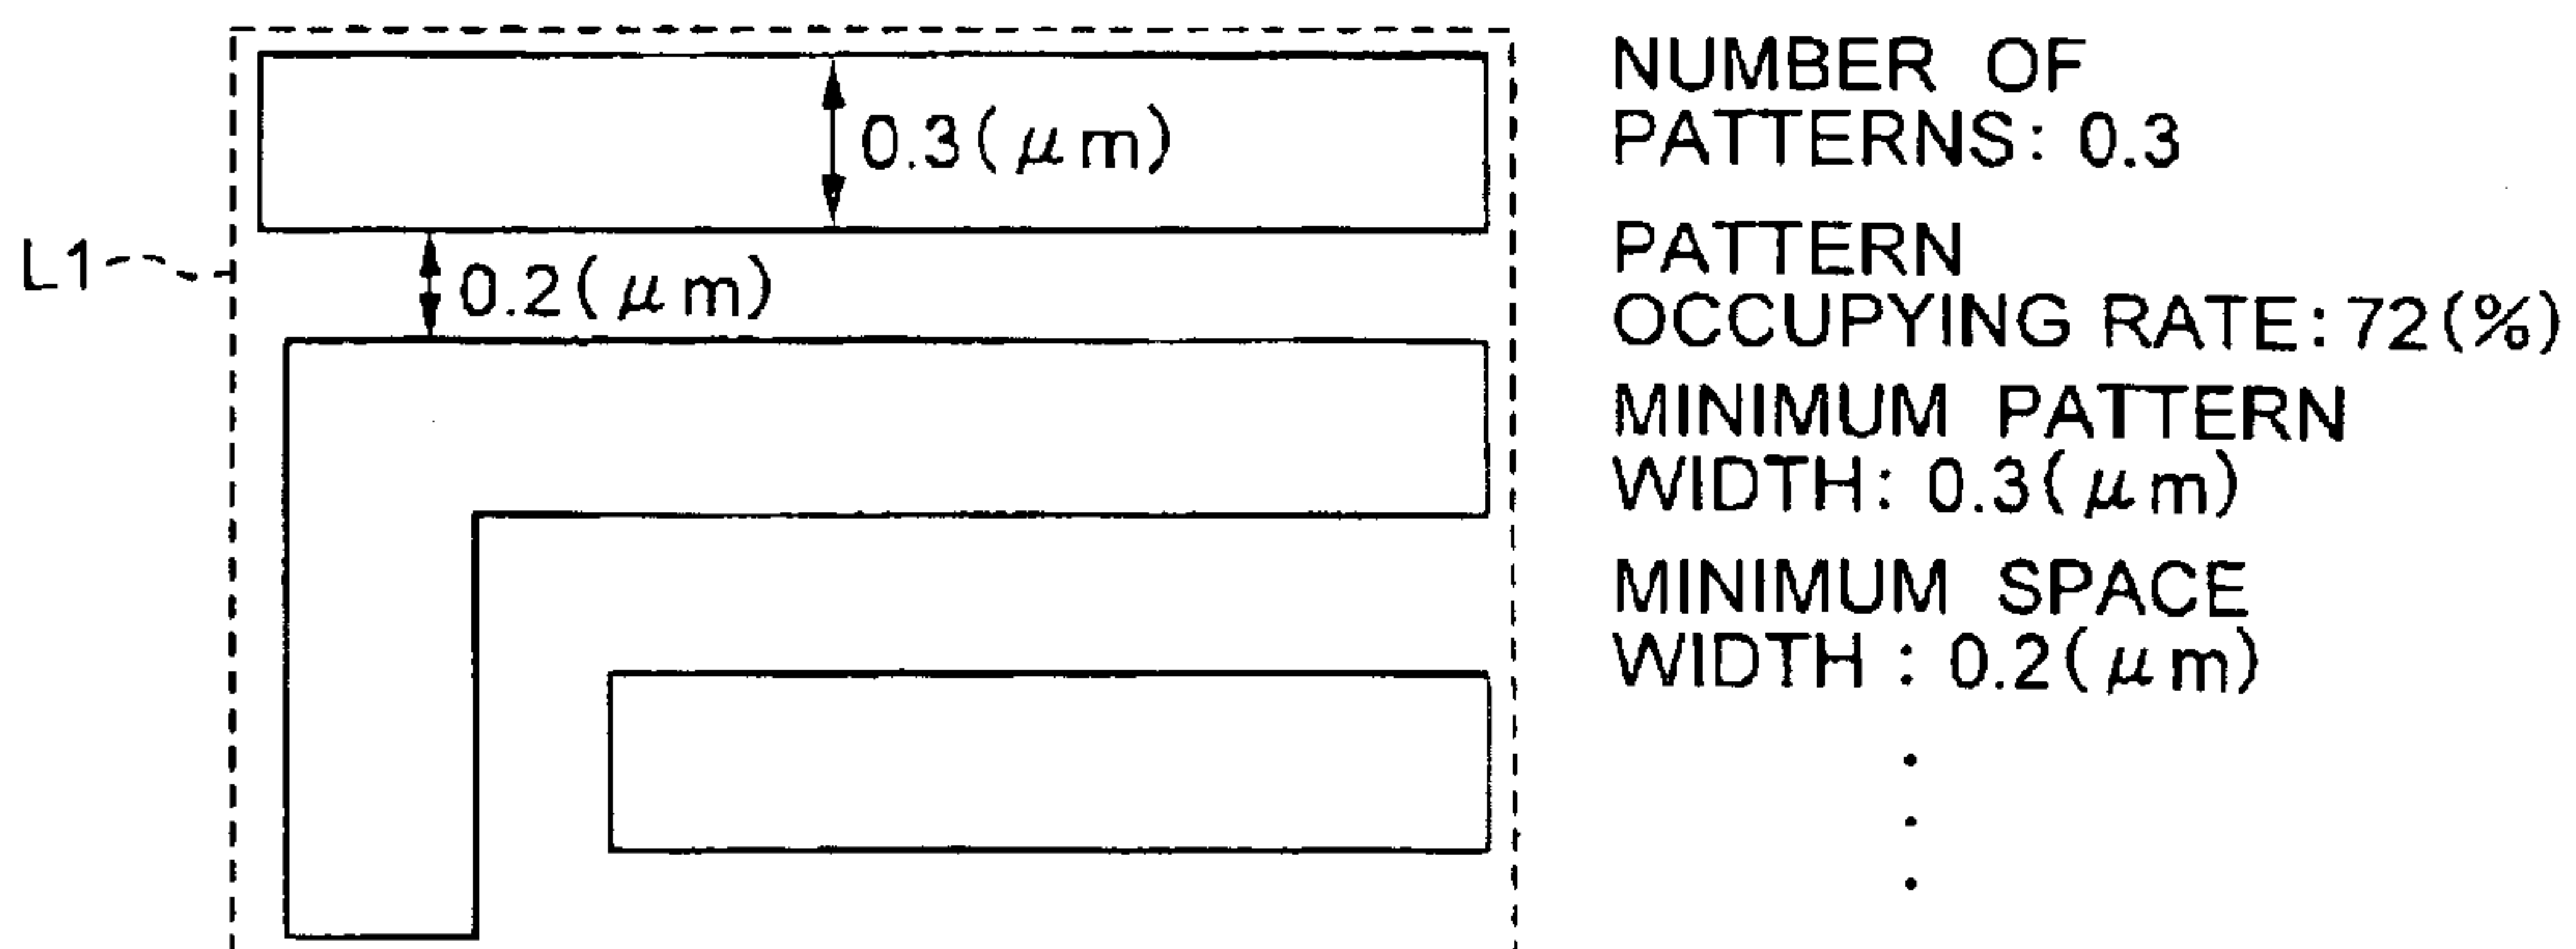 NUMBER OF
PATTERNS: 0.3
0.3(μm)
PATTERN
OCCUPYING RATE: 72(%)
L1
0.2(μm)
MINIMUM PATTERN
WIDTH: 0.3(μm)
MINIMUM SPACE
WIDTH : 0.2(μm)